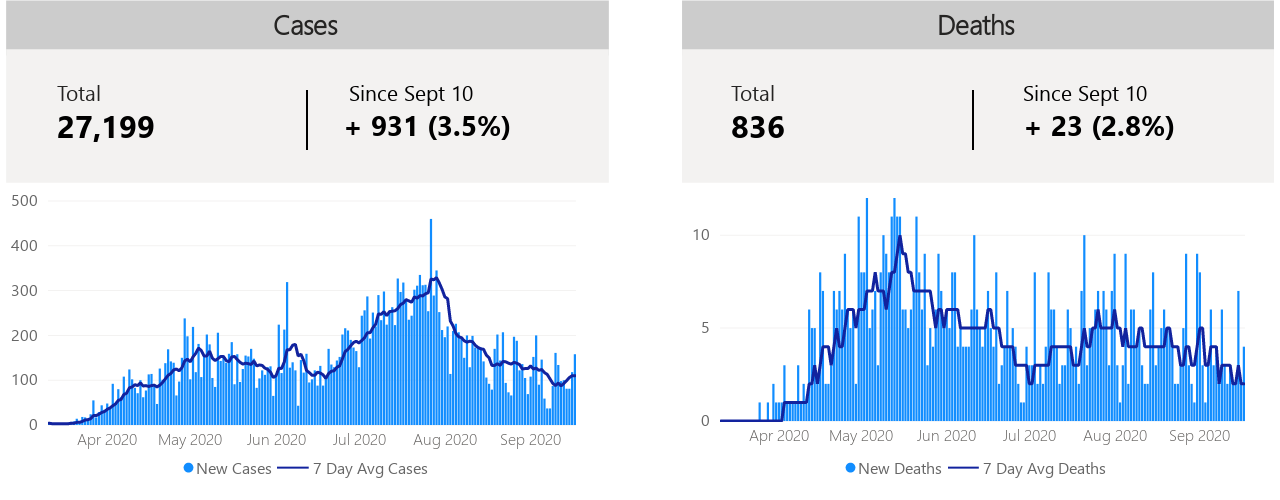 Cases
Total
Since Sept 10
27,199
+ 931 (3.5%)
500
400
300
200
100
0
Apr 2020 May 2020 Jun 2020 Jul 2020 Aug 2020 Sep 2020
New Cases 7 Day Avg Cases
Deaths
Total
Since Sept 10
836
+ 23 (2.8%)
10
5
0
Apr 2020 May 2020 Jun 2020 Jul 2020 Aug 2020 Sep 2020
New Deaths 7 Day Avg Deaths